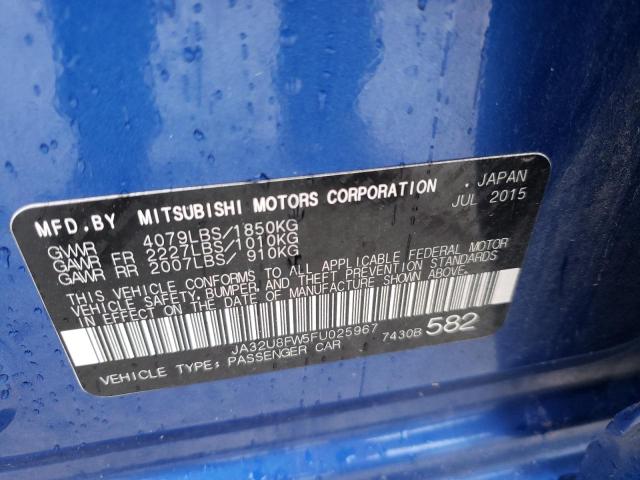 MFD.BY MITSUBISHI MOTORS CORPORATION . JAPAN
JUL 2015
GVWR 4079LBS/1850KG
GAWR FR 2227LBS/1010KG
GAWR RR 2007LBS/ 910KG
THIS VEHICLE CONFORMS TO ALL APPLICABLE FEDERAL MOTOR
VEHICLE SAFETY, BUMPER, AND THEFT PREVENTION STANDARDS
IN EFFECT ON THE DATE OF MANUFACTURE SHOWN ABOVE.
JA32U8FW5FU025967 7430B 582
VEHICLE TYPE: PASSENGER CAR